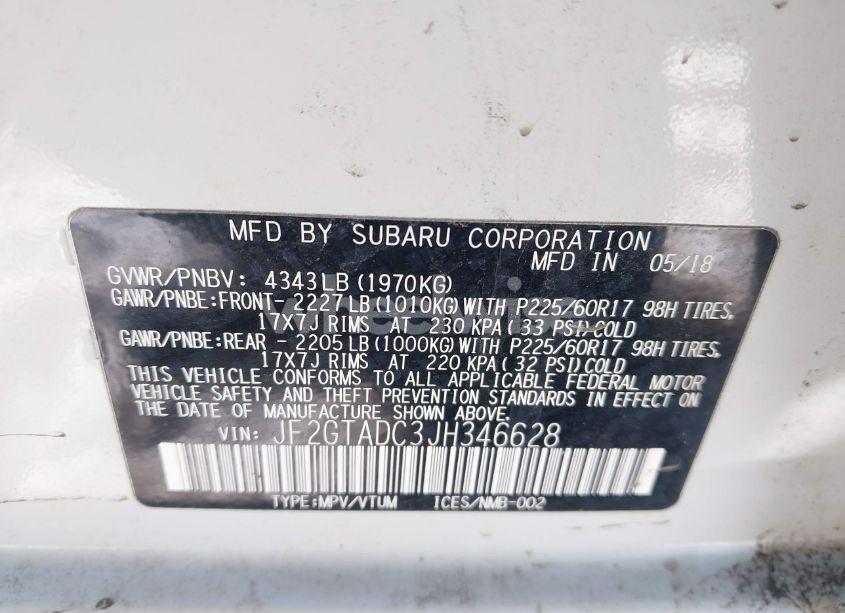 MFD BY SUBARU CORPORATION
MFD IN 05/18
GVWR/PNBV: 4343LB(1970KG)
GAWR/PNBE:FRONT- 2227LB(1010KG)WITH P225/60R17 98H TIRES,
17X7J RIMS AT 230 KPA(33 PSI)COLD
GAWR/PNBE:REAR - 2205LB(1000KG)WITH P225/60R17 98H TIRES,
17X7J RIMS AT 220 KPA(32 PSI)COLD
THIS VEHICLE CONFORMS TO ALL APPLICABLE FEDERAL MOTOR
VEHICLE SAFETY AND THEFT PREVENTION STANDARDS IN EFFECT ON
THE DATE OF MANUFACTURE SHOWN ABOVE.
VIN: JF2GTADC3JH346628
TYPE:MPV/VTUM ICES/NMB-002